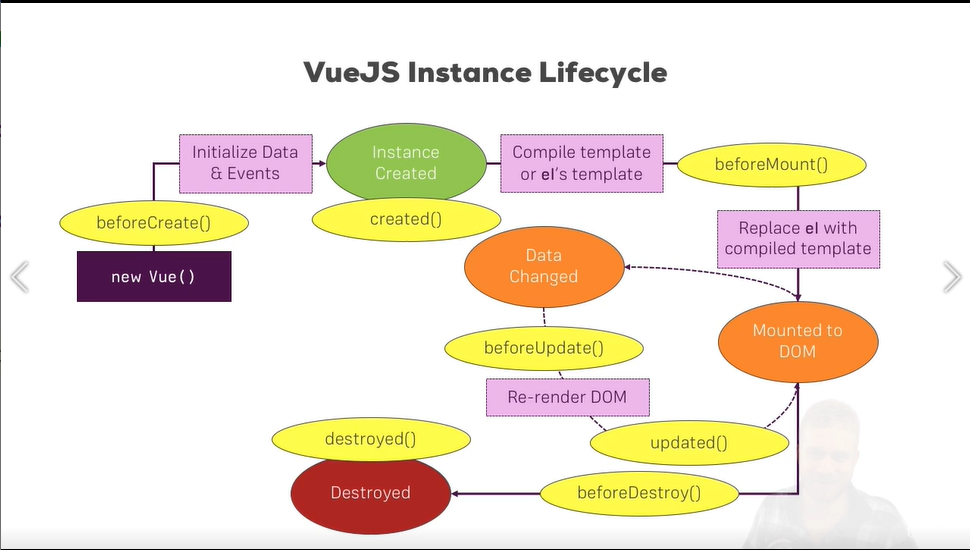 VueJS Instance Lifecycle
Initialize Data
& Events
Instance
Created
Compile template
or el's template
beforeMount()
beforeCreate()
created()
new Vue()
Replace el with
compiled template
Data
Changed
Mounted to
DOM
beforeUpdate()
Re-render DOM
updated()
destroyed()
Destroyed
beforeDestroy()